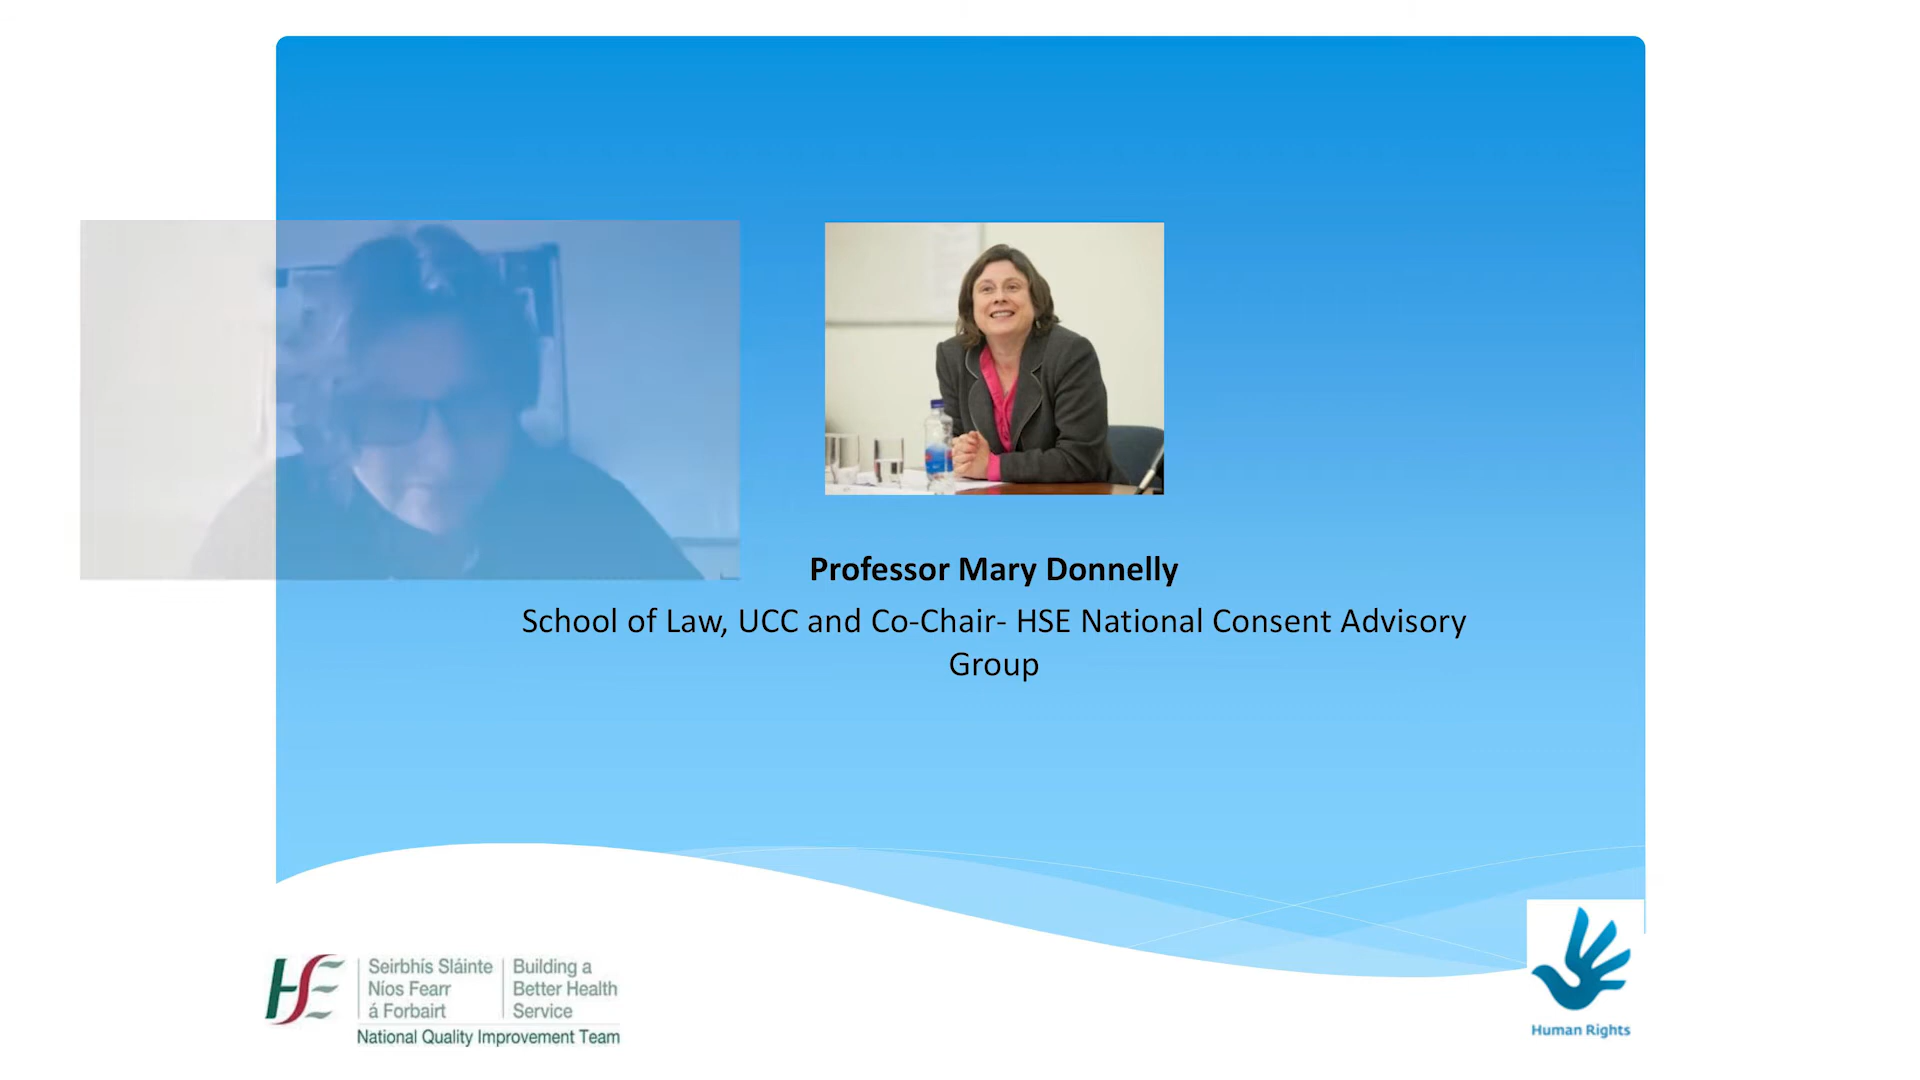 Professor Mary Donnelly
School of Law, UCC and Co-Chair- HSE National Consent Advisory
Group
HSE
Seirbhís Sláinte
Níos Fearr
á Forbairt
Building a
Better Health
Service
National Quality Improvement Team
Human Rights